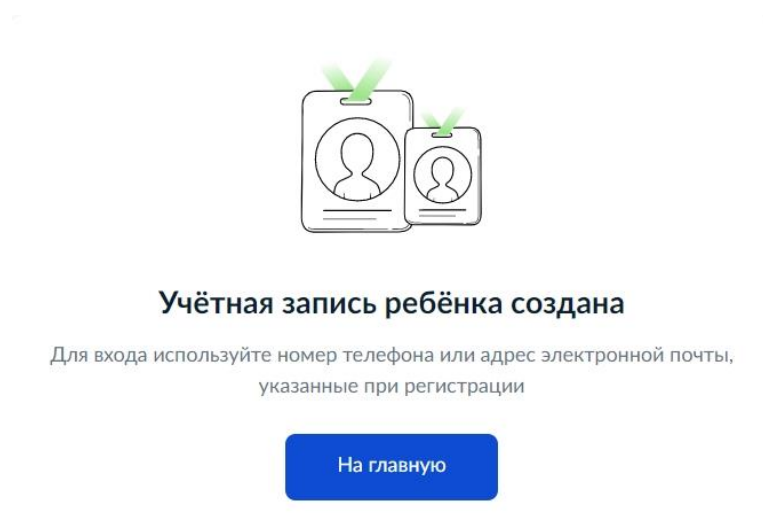 Учётная запись ребёнка создана
Для входа используйте номер телефона или адрес электронной почты,
указанные при регистрации
На главную